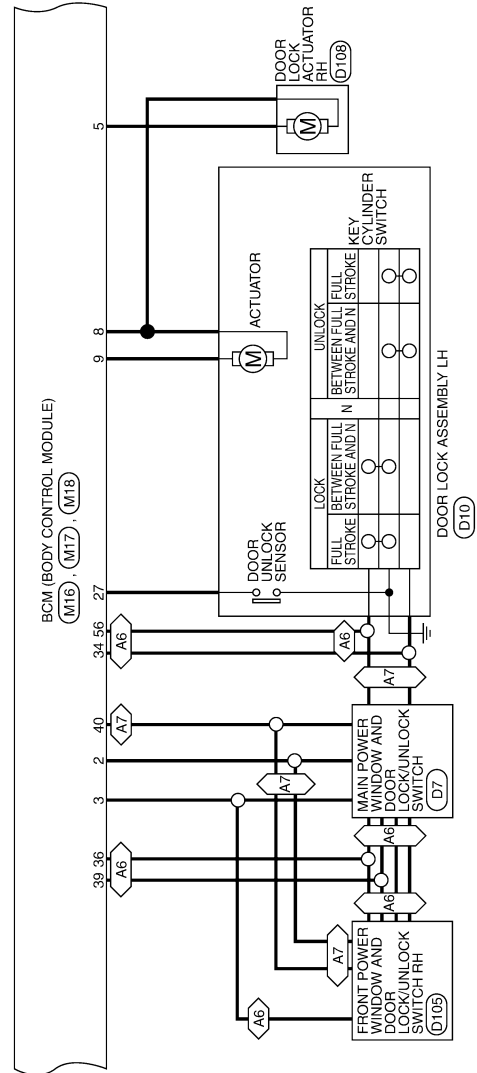 BCM (BODY CONTROL MODULE)
M16 , M17 , M18
39 36
3
2
40
34 56
27
9
8
5
A6
A7
A6
A6
A7
A7
A6
A7
A6
A6
FRONT POWER
WINDOW AND
DOOR
LOCK/UNLOCK
SWITCH RH
D105
MAIN POWER
WINDOW AND
DOOR
LOCK/UNLOCK
SWITCH
D7
DOOR
UNLOCK
SENSOR
ACTUATOR
M
LOCK
N
UNLOCK
FULL
STROKE
BETWEEN FULL
STROKE AND N
BETWEEN FULL
STROKE AND N
FULL
STROKE
KEY
CYLINDER
SWITCH
DOOR LOCK ASSEMBLY LH
D10
DOOR
LOCK
ACTUATOR
RH
D108
M